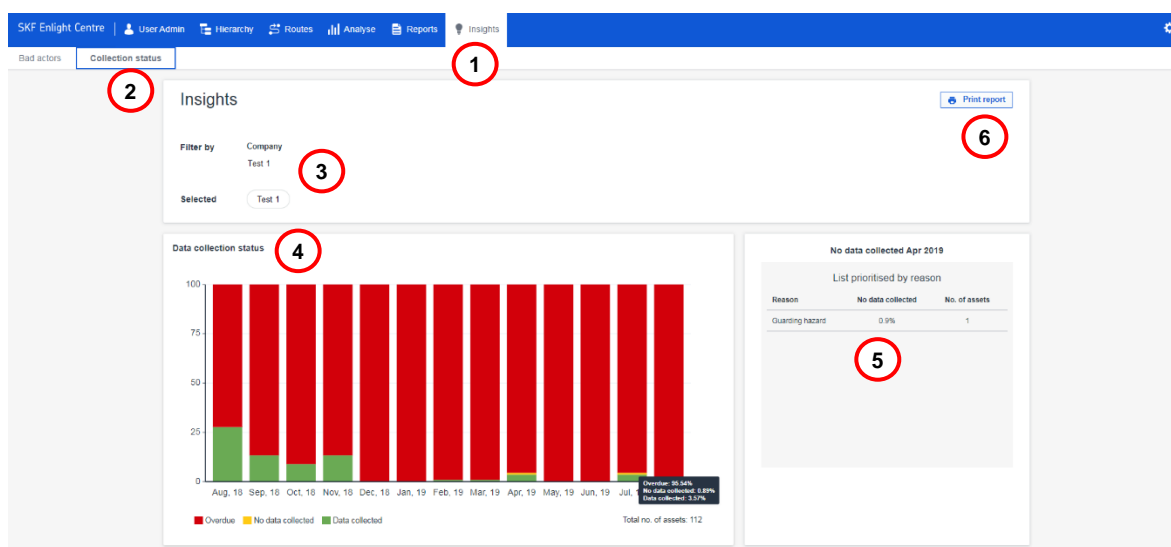 SKF Enlight Centre | User Admin Hierarchy Routes Analyse Reports Insights
1
Bad actors Collection status
2
Insights
Print report
6
Filter by Company
Test 1
3
Selected Test 1
Data collection status
4
100
75
50
25
0
Aug, 18 Sep, 18 Oct, 18 Nov, 18 Dec, 18 Jan, 19 Feb, 19 Mar, 19 Apr, 19 May, 19 Jun, 19 Jul,
Overdue: 95.54%
No data collected: 0.89%
Data collected: 3.57%
Overdue No data collected Data collected
Total no. of assets: 112
No data collected Apr 2019
List prioritised by reason
Reason No data collected No. of assets
Guarding hazard 0.9% 1
5